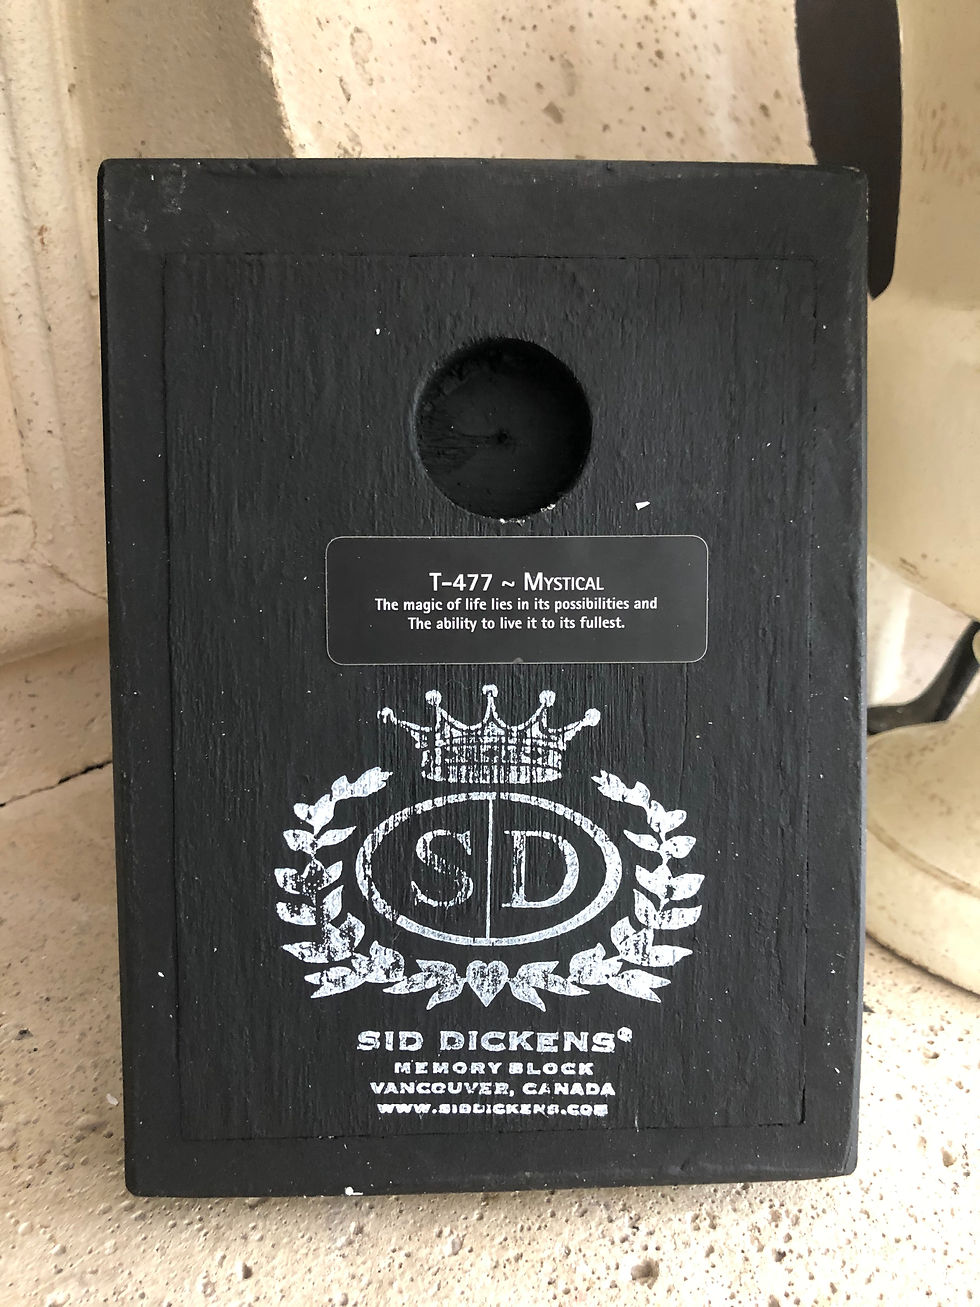 T-477 ~ MYSTICAL
The magic of life lies in its possibilities and
The ability to live it to its fullest.
S D
SID DICKENS®
MEMORY BLOCK
VANCOUVER, CANADA
WWW.SIDDICKENS.COM